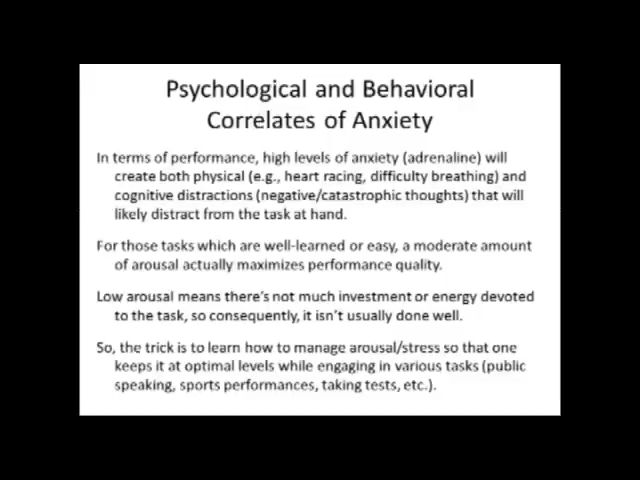 Psychological and Behavioral
Correlates of Anxiety
In terms of performance, high levels of anxiety (adrenaline) will
create both physical (e.g., heart racing, difficulty breathing) and
cognitive distractions (negative/catastrophic thoughts) that will
likely distract from the task at hand.
For those tasks which are well-learned or easy, a moderate amount
of arousal actually maximizes performance quality.
Low arousal means there's not much investment or energy devoted
to the task, so consequently, it isn't usually done well.
So, the trick is to learn how to manage arousal/stress so that one
keeps it at optimal levels while engaging in various tasks (public
speaking, sports performances, taking tests, etc.).